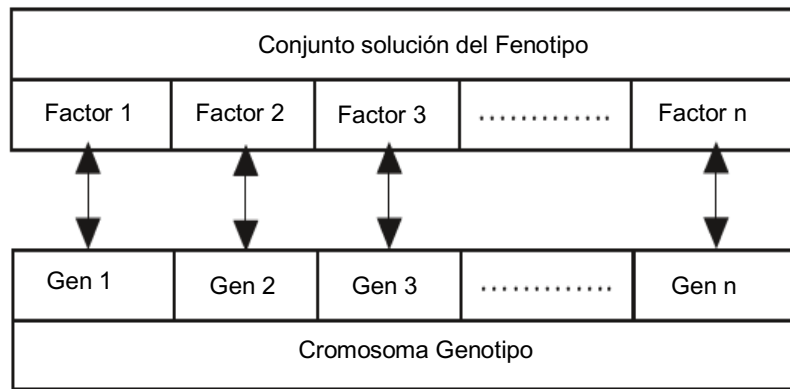 Conjunto solución del Fenotipo
Factor 1 Factor 2 Factor 3 ............. Factor n
Gen 1 Gen 2 Gen 3 ............. Gen n
Cromosoma Genotipo